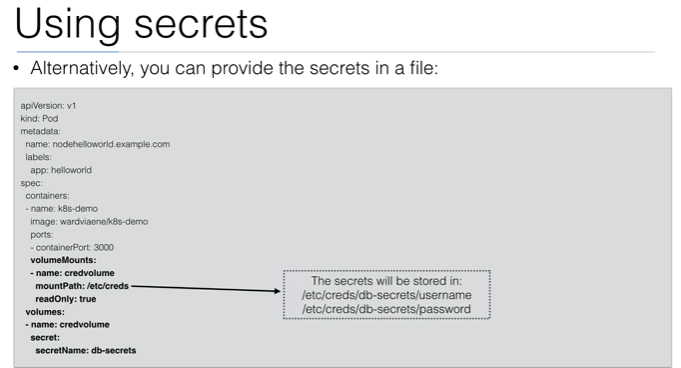 Using secrets
• Alternatively, you can provide the secrets in a file:
apiVersion: v1
kind: Pod
metadata:
  name: nodehelloworld.example.com
  labels:
    app: helloworld
spec:
  containers:
  - name: k8s-demo
    image: wardviaene/k8s-demo
    ports:
    - containerPort: 3000
    volumeMounts:
    - name: credvolume
      mountPath: /etc/creds
      readOnly: true
  volumes:
  - name: credvolume
    secret:
      secretName: db-secrets
The secrets will be stored in:
/etc/creds/db-secrets/username
/etc/creds/db-secrets/password